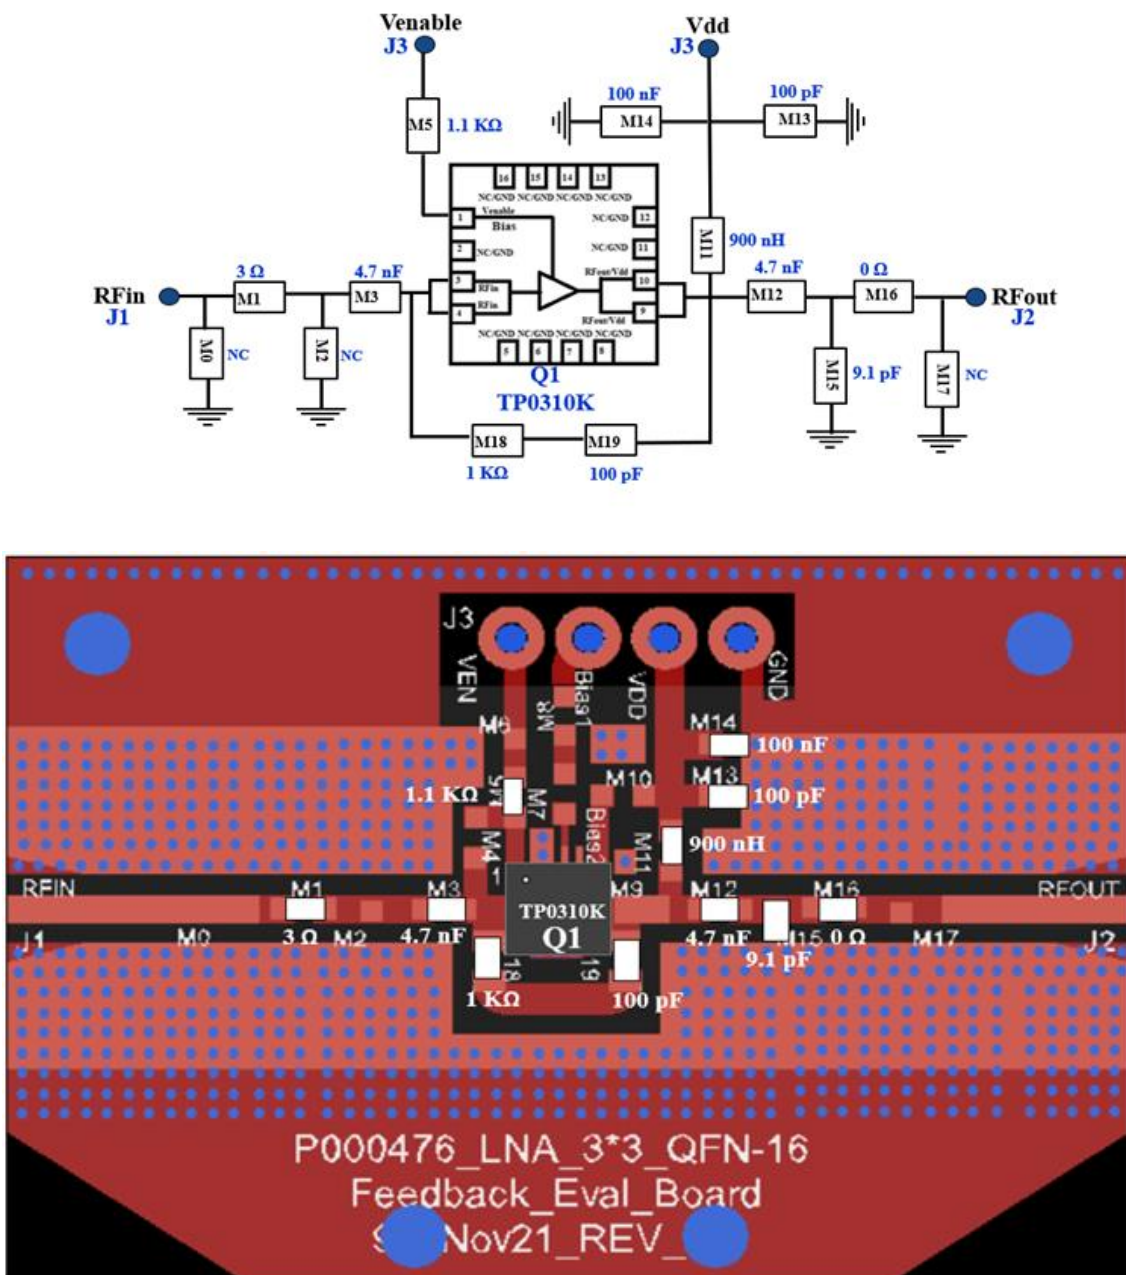 Venable
J3
Vdd
J3
100 nF
100 pF
M14
M13
M5
1.1 KΩ
16 15 14 13
NC/GND NC/GND NC/GND NC/GND
1 Venable
Bias
NC/GND 12
2 NC/GND
NC/GND 11
M11
900 nH
3 Ω
4.7 nF
3 RFin
RFout/Vdd 10
4.7 nF
0 Ω
RFin
J1
M1
M3
4 RFin
RFout/Vdd 9
M12
M16
RFout
J2
M0
NC
M2
NC
NC/GND NC/GND NC/GND NC/GND
5 6 7 8
M15
9.1 pF
M17
NC
Q1
TP0310K
M18
M19
1 KΩ
100 pF
J3
VEN
Bias1
VDD
GND
M6
M8
M14
100 nF
1.1 KΩ
M5
M7
M10
M13
100 pF
M4
1
Bias2
M11
900 nH
RFIN
M1
M3
TP0310K
Q1
M9
M12
M16
RFOUT
J1
M0
3 Ω
M2
4.7 nF
4.7 nF
M15
0 Ω
M17
J2
9.1 pF
18
19
1 KΩ
100 pF
P000476_LNA_3*3_QFN-16
Feedback_Eval_Board
Nov21_REV_